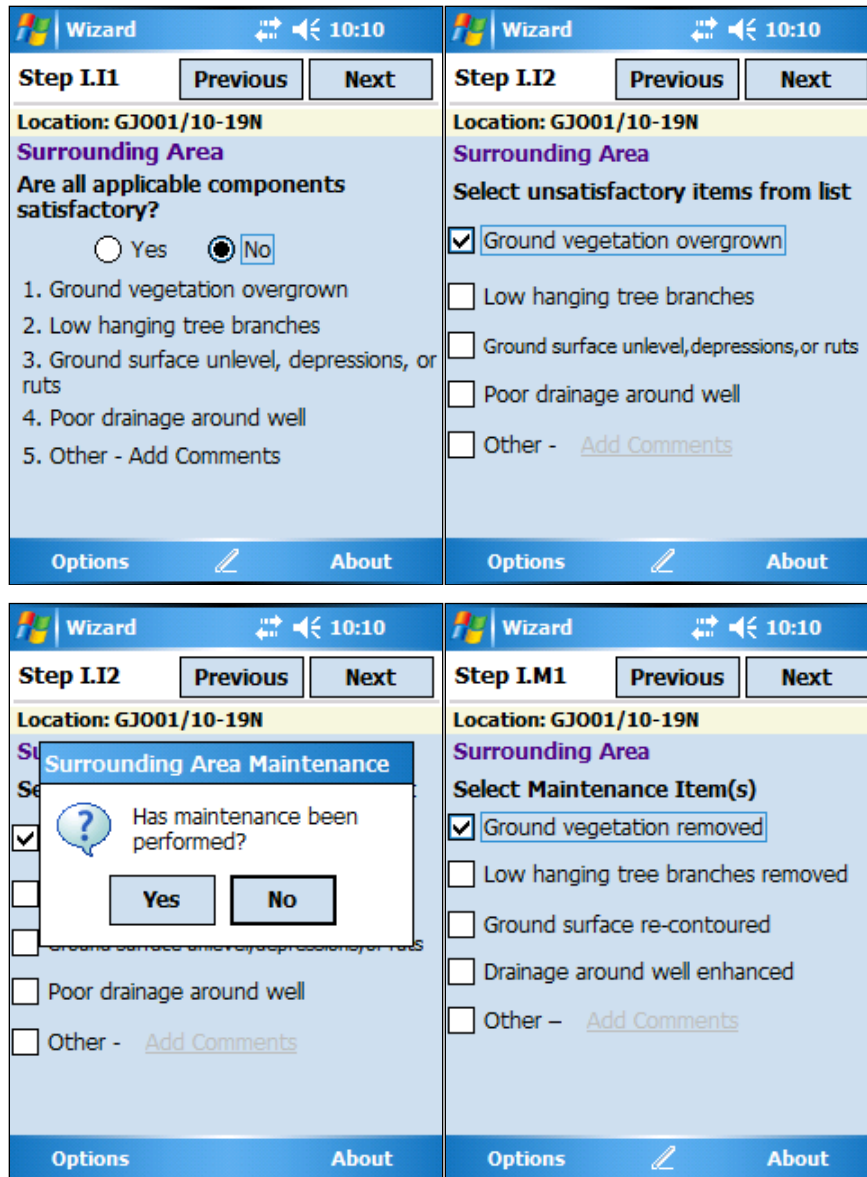 Wizard 10:10
Step I.I1 Previous Next
Location: GJO01/10-19N
Surrounding Area
Are all applicable components
satisfactory?
Yes No
1. Ground vegetation overgrown
2. Low hanging tree branches
3. Ground surface unlevel, depressions, or
ruts
4. Poor drainage around well
5. Other - Add Comments
Options About
Wizard 10:10
Step I.I2 Previous Next
Location: GJO01/10-19N
Surrounding Area
Select unsatisfactory items from list
Ground vegetation overgrown
Low hanging tree branches
Ground surface unlevel,depressions,or ruts
Poor drainage around well
Other - Add Comments
Options About
Wizard 10:10
Step I.I2 Previous Next
Location: GJO01/10-19N
Su
Surrounding Area Maintenance
Se
Has maintenance been
performed?
Yes No
Ground surface unlevel,depressions,or ruts
Poor drainage around well
Other - Add Comments
Options About
Wizard 10:10
Step I.M1 Previous Next
Location: GJO01/10-19N
Surrounding Area
Select Maintenance Item(s)
Ground vegetation removed
Low hanging tree branches removed
Ground surface re-contoured
Drainage around well enhanced
Other – Add Comments
Options About